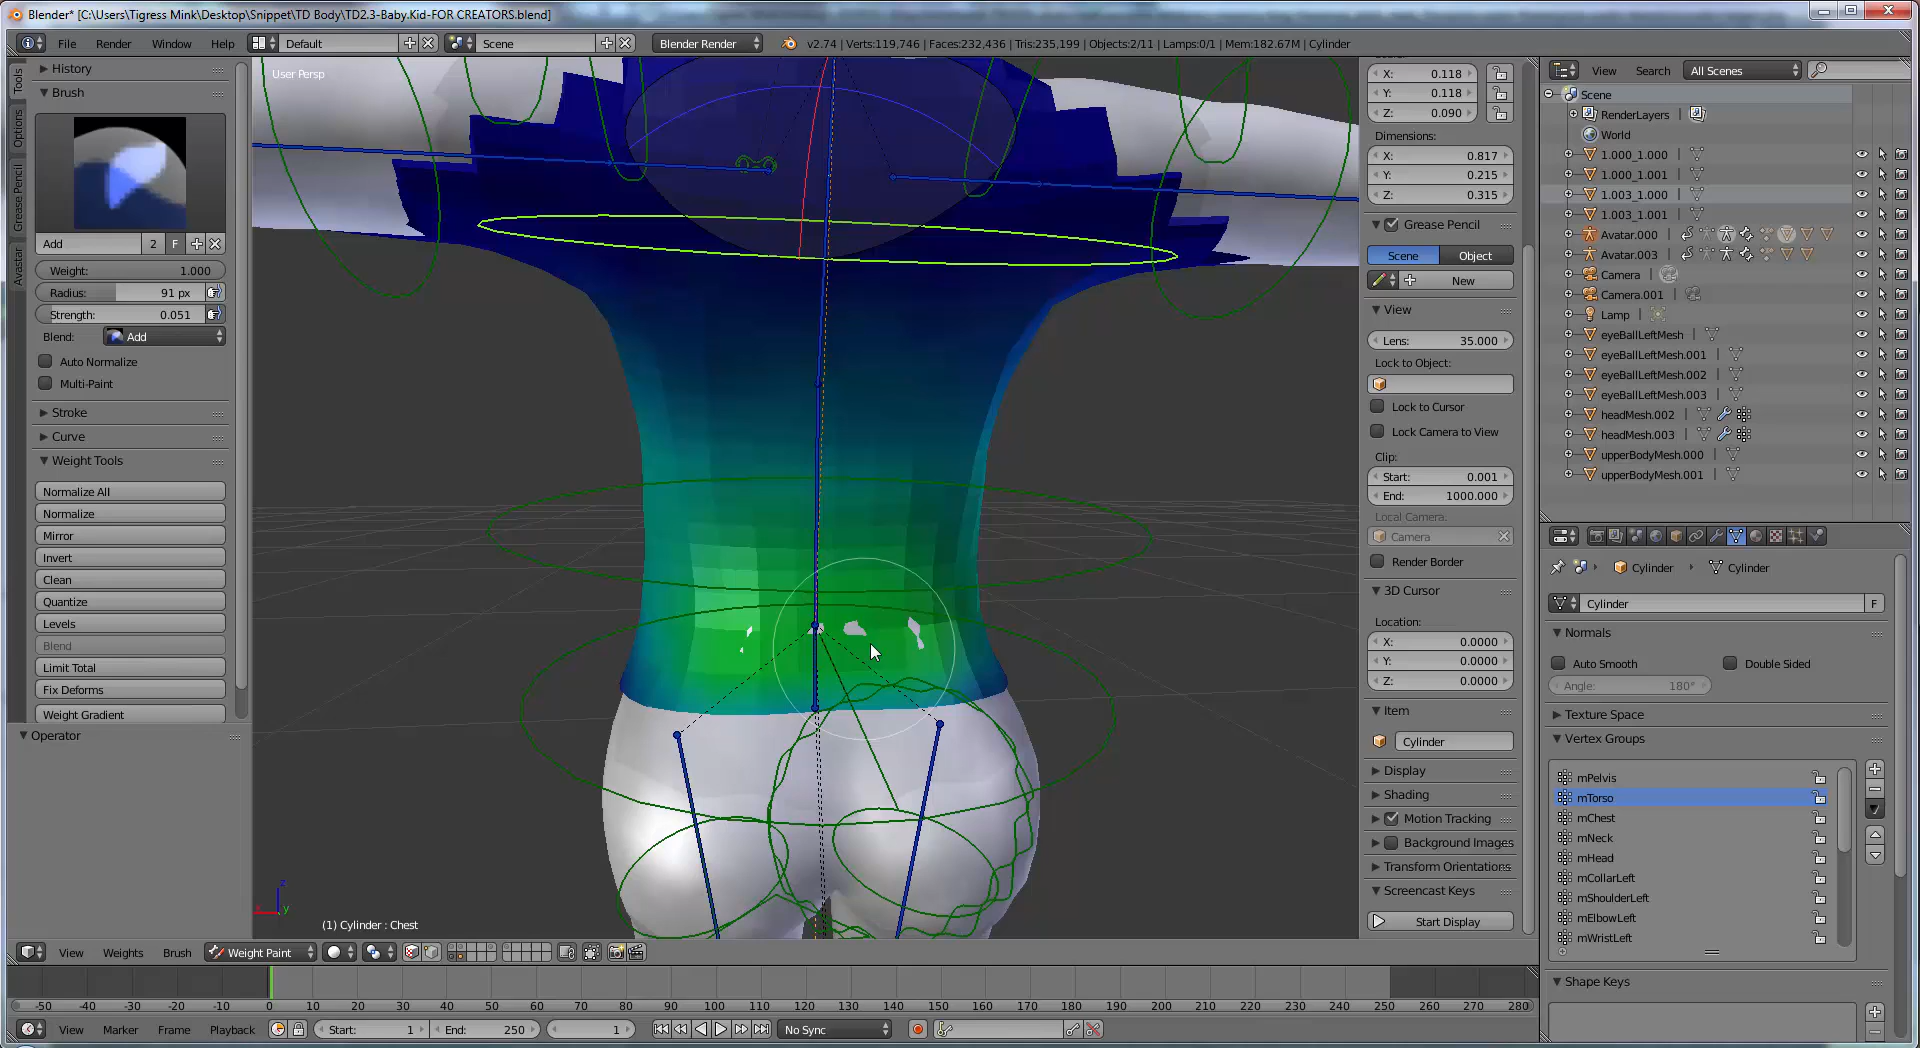 Blender* [C:\Users\Tigress Mink\Desktop\Snippet\TD Body\TD2.3-Baby.Kid-FOR CREATORS.blend]
File Render Window Help Default Scene Blender Render v2.74 | Verts:119,746 | Faces:232,436 | Tris:235,199 | Objects:2/11 | Lamps:0/1 | Mem:182.67M | Cylinder
Tools
Options
Grease Pencil
Avastar
History
Brush
Add 2 F
Weight: 1.000
Radius: 91 px
Strength: 0.051
Blend: Add
Auto Normalize
Multi-Paint
Stroke
Curve
Weight Tools
Normalize All
Normalize
Mirror
Invert
Clean
Quantize
Levels
Blend
Limit Total
Fix Deforms
Weight Gradient
Operator
User Persp
(1) Cylinder : Chest
X: 0.118
Y: 0.118
Z: 0.090
Dimensions:
X: 0.817
Y: 0.215
Z: 0.315
Grease Pencil
Scene Object
New
View
Lens: 35.000
Lock to Object:
Lock to Cursor
Lock Camera to View
Clip:
Start: 0.001
End: 1000.000
Local Camera:
Camera
Render Border
3D Cursor
Location:
X: 0.0000
Y: 0.0000
Z: 0.0000
Item
Cylinder
Display
Shading
Motion Tracking
Background Images
Transform Orientations
Screencast Keys
Start Display
View Search All Scenes
Scene
RenderLayers
World
1.000_1.000
1.000_1.001
1.003_1.000
1.003_1.001
Avatar.000
Avatar.003
Camera
Camera.001
Lamp
eyeBallLeftMesh
eyeBallLeftMesh.001
eyeBallLeftMesh.002
eyeBallLeftMesh.003
headMesh.002
headMesh.003
upperBodyMesh.000
upperBodyMesh.001
Cylinder Cylinder
Cylinder F
Normals
Auto Smooth Double Sided
Angle: 180°
Texture Space
Vertex Groups
mPelvis
mTorso
mChest
mNeck
mHead
mCollarLeft
mShoulderLeft
mElbowLeft
mWristLeft
Shape Keys
View Weights Brush Weight Paint
-50 -40 -30 -20 -10 0 10 20 30 40 50 60 70 80 90 100 110 120 130 140 150 160 170 180 190 200 210 220 230 240 250 260 270 280
View Marker Frame Playback Start: 1 End: 250 1 No Sync